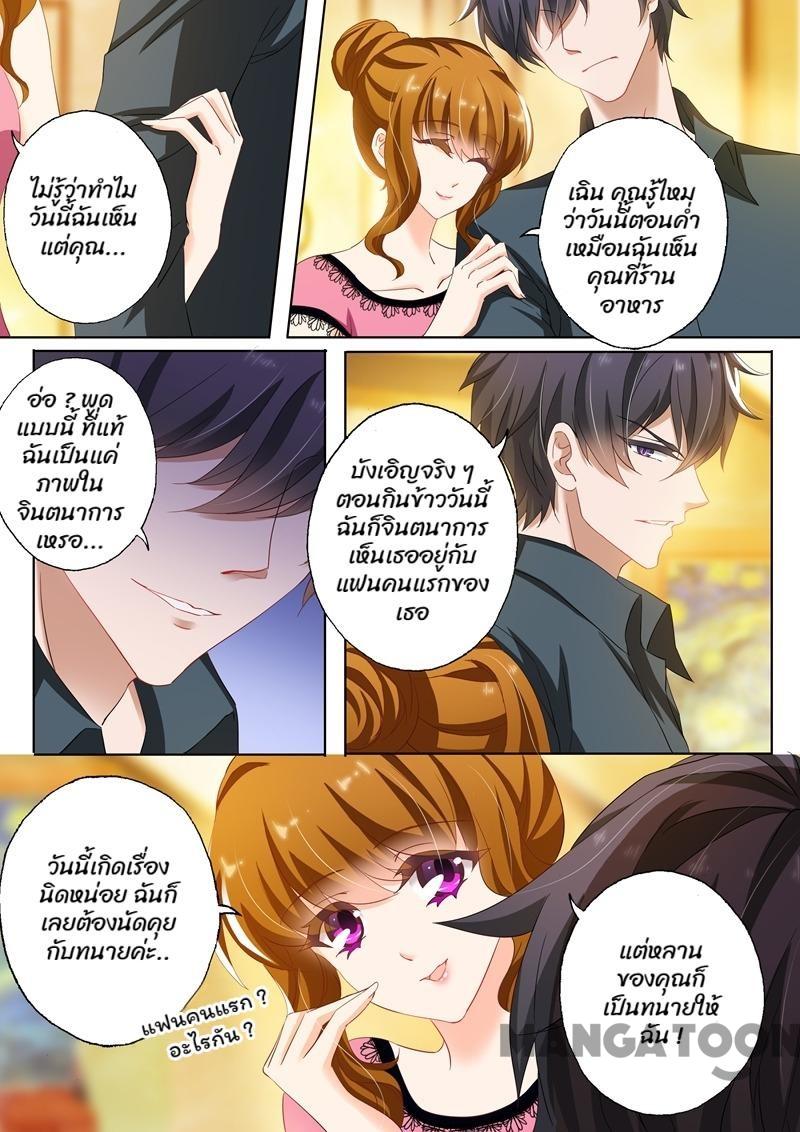 ไม่รู้ว่าทำไม
วันนี้ฉันเห็น
แต่คุณ...
เฉิน คุณรู้ไหม
ว่าวันนี้ตอนค่ำ
เหมือนฉันเห็น
คุณที่ร้าน
อาหาร
อ่อ ? พูด
แบบนี้ ที่แท้
ฉันเป็นแค่
ภาพใน
จินตนาการ
เหรอ...
บังเอิญจริง ๆ
ตอนกินข้าววันนี้
ฉันก็จินตนาการ
เห็นเธออยู่กับ
แฟนคนแรกของ
เธอ
วันนี้เกิดเรื่อง
นิดหน่อย ฉันก็
เลยต้องนัดคุย
กับทนายค่ะ..
แฟนคนแรก ?
อะไรกัน ?
แต่หลาน
ของคุณก็
เป็นทนายให้
ฉัน !
MANGATOON